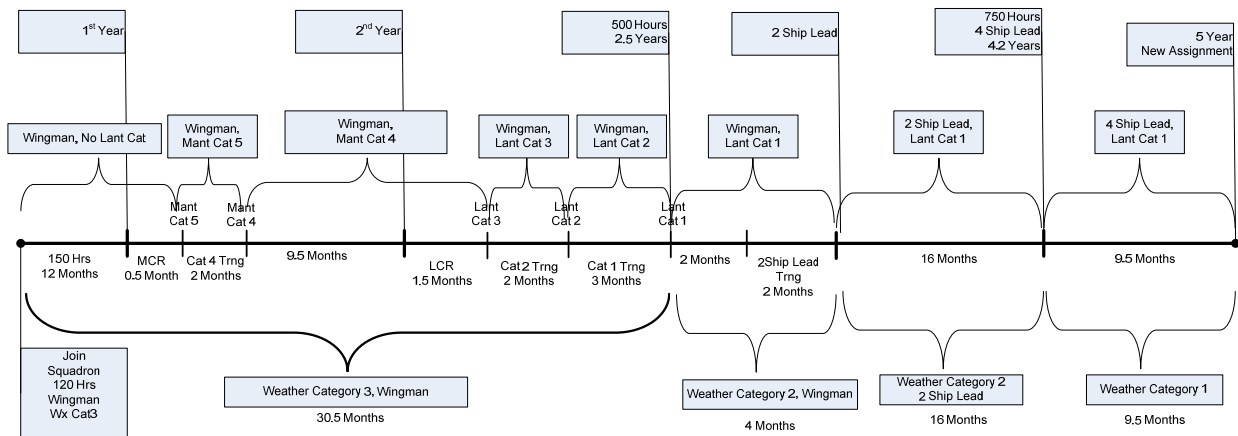 1st Year
2nd Year
500 Hours
2.5 Years
2 Ship Lead
750 Hours
4 Ship Lead
4.2 Years
5 Year
New Assignment
Wingman, No Lant Cat
Wingman,
Mant Cat 5
Wingman,
Mant Cat 4
Wingman,
Lant Cat 3
Wingman,
Lant Cat 2
Wingman,
Lant Cat 1
2 Ship Lead,
Lant Cat 1
4 Ship Lead,
Lant Cat 1
Mant
Cat 5
Mant
Cat 4
Lant
Cat 3
Lant
Cat 2
Lant
Cat 1
150 Hrs
12 Months
MCR
0.5 Month
Cat 4 Trng
2 Months
9.5 Months
LCR
1.5 Months
Cat 2 Trng
2 Months
Cat 1 Trng
3 Months
2 Months
2Ship Lead
Trng
2 Months
16 Months
9.5 Months
Join
Squadron
120 Hrs
Wingman
Wx Cat3
Weather Category 3, Wingman
30.5 Months
Weather Category 2, Wingman
4 Months
Weather Category 2
2 Ship Lead
16 Months
Weather Category 1
9.5 Months